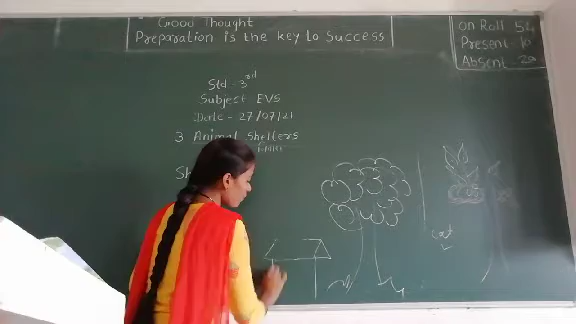 Good Thought
Preparation is the key to success
on Roll 54
Present - 10
Absent - 20
Std - 3rd
Subject EVS
Date - 27/07/21
3 Animal Shelters